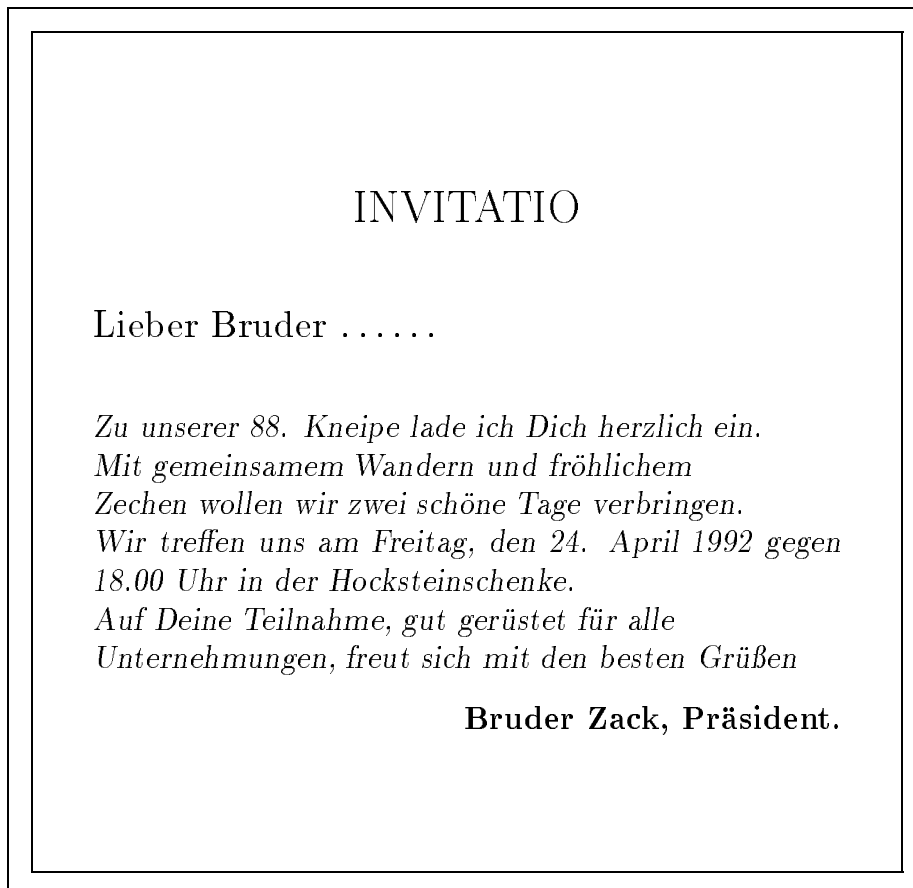 INVITATIO
Lieber Bruder ......
Zu unserer 88. Kneipe lade ich Dich herzlich ein.
Mit gemeinsamem Wandern und fröhlichem
Zechen wollen wir zwei schöne Tage verbringen.
Wir treffen uns am Freitag, den 24. April 1992 gegen
18.00 Uhr in der Hocksteinschenke.
Auf Deine Teilnahme, gut gerüstet für alle
Unternehmungen, freut sich mit den besten Grüßen
Bruder Zack, Präsident.